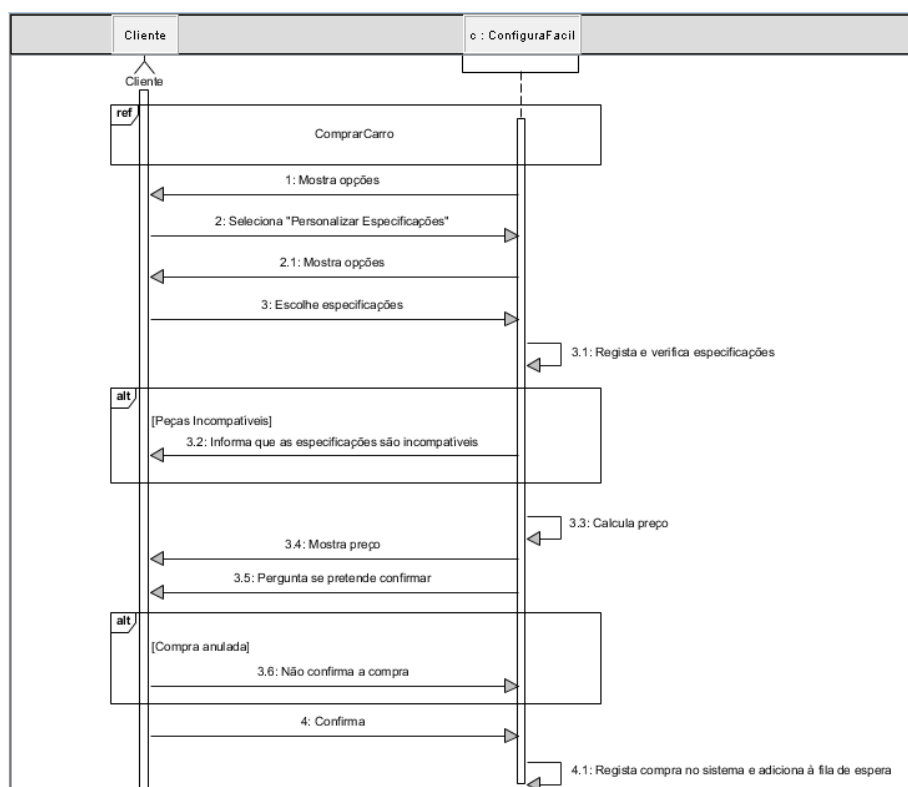 Cliente
c : ConfiguraFacil
Cliente
ref
ComprarCarro
1: Mostra opções
2: Seleciona "Personalizar Especificações"
2.1: Mostra opções
3: Escolhe especificações
3.1: Regista e verifica especificações
alt
[Peças Incompatíveis]
3.2: Informa que as especificações são incompatíveis
3.3: Calcula preço
3.4: Mostra preço
3.5: Pergunta se pretende confirmar
alt
[Compra anulada]
3.6: Não confirma a compra
4: Confirma
4.1: Regista compra no sistema e adiciona à fila de espera